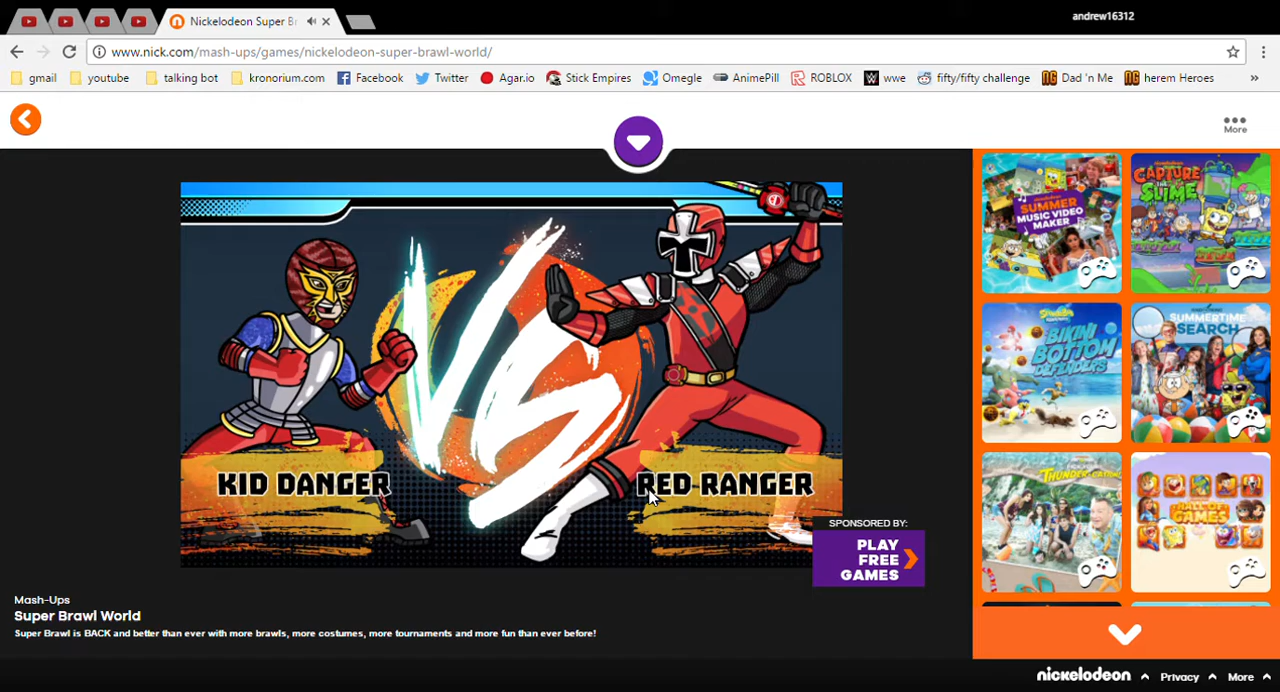 Nickelodeon Super Br
andrew16312
www.nick.com/mash-ups/games/nickelodeon-super-brawl-world/
gmail youtube talking bot kronorium.com Facebook Twitter Agar.io Stick Empires Omegle AnimePill ROBLOX wwe fifty/fifty challenge Dad 'n Me herem Heroes »
More
VS
KID DANGER
RED RANGER
SPONSORED BY:
PLAY
FREE
GAMES
Mash-Ups
Super Brawl World
Super Brawl is BACK and better than ever with more brawls, more costumes, more tournaments and more fun than ever before!
SUMMER
MUSIC VIDEO
MAKER
CAPTURE
THE
SLIME
BIKINI
BOTTOM
DEFENDERS
SUMMERTIME
SEARCH
HALL OF
GAMES
nickelodeon Privacy More